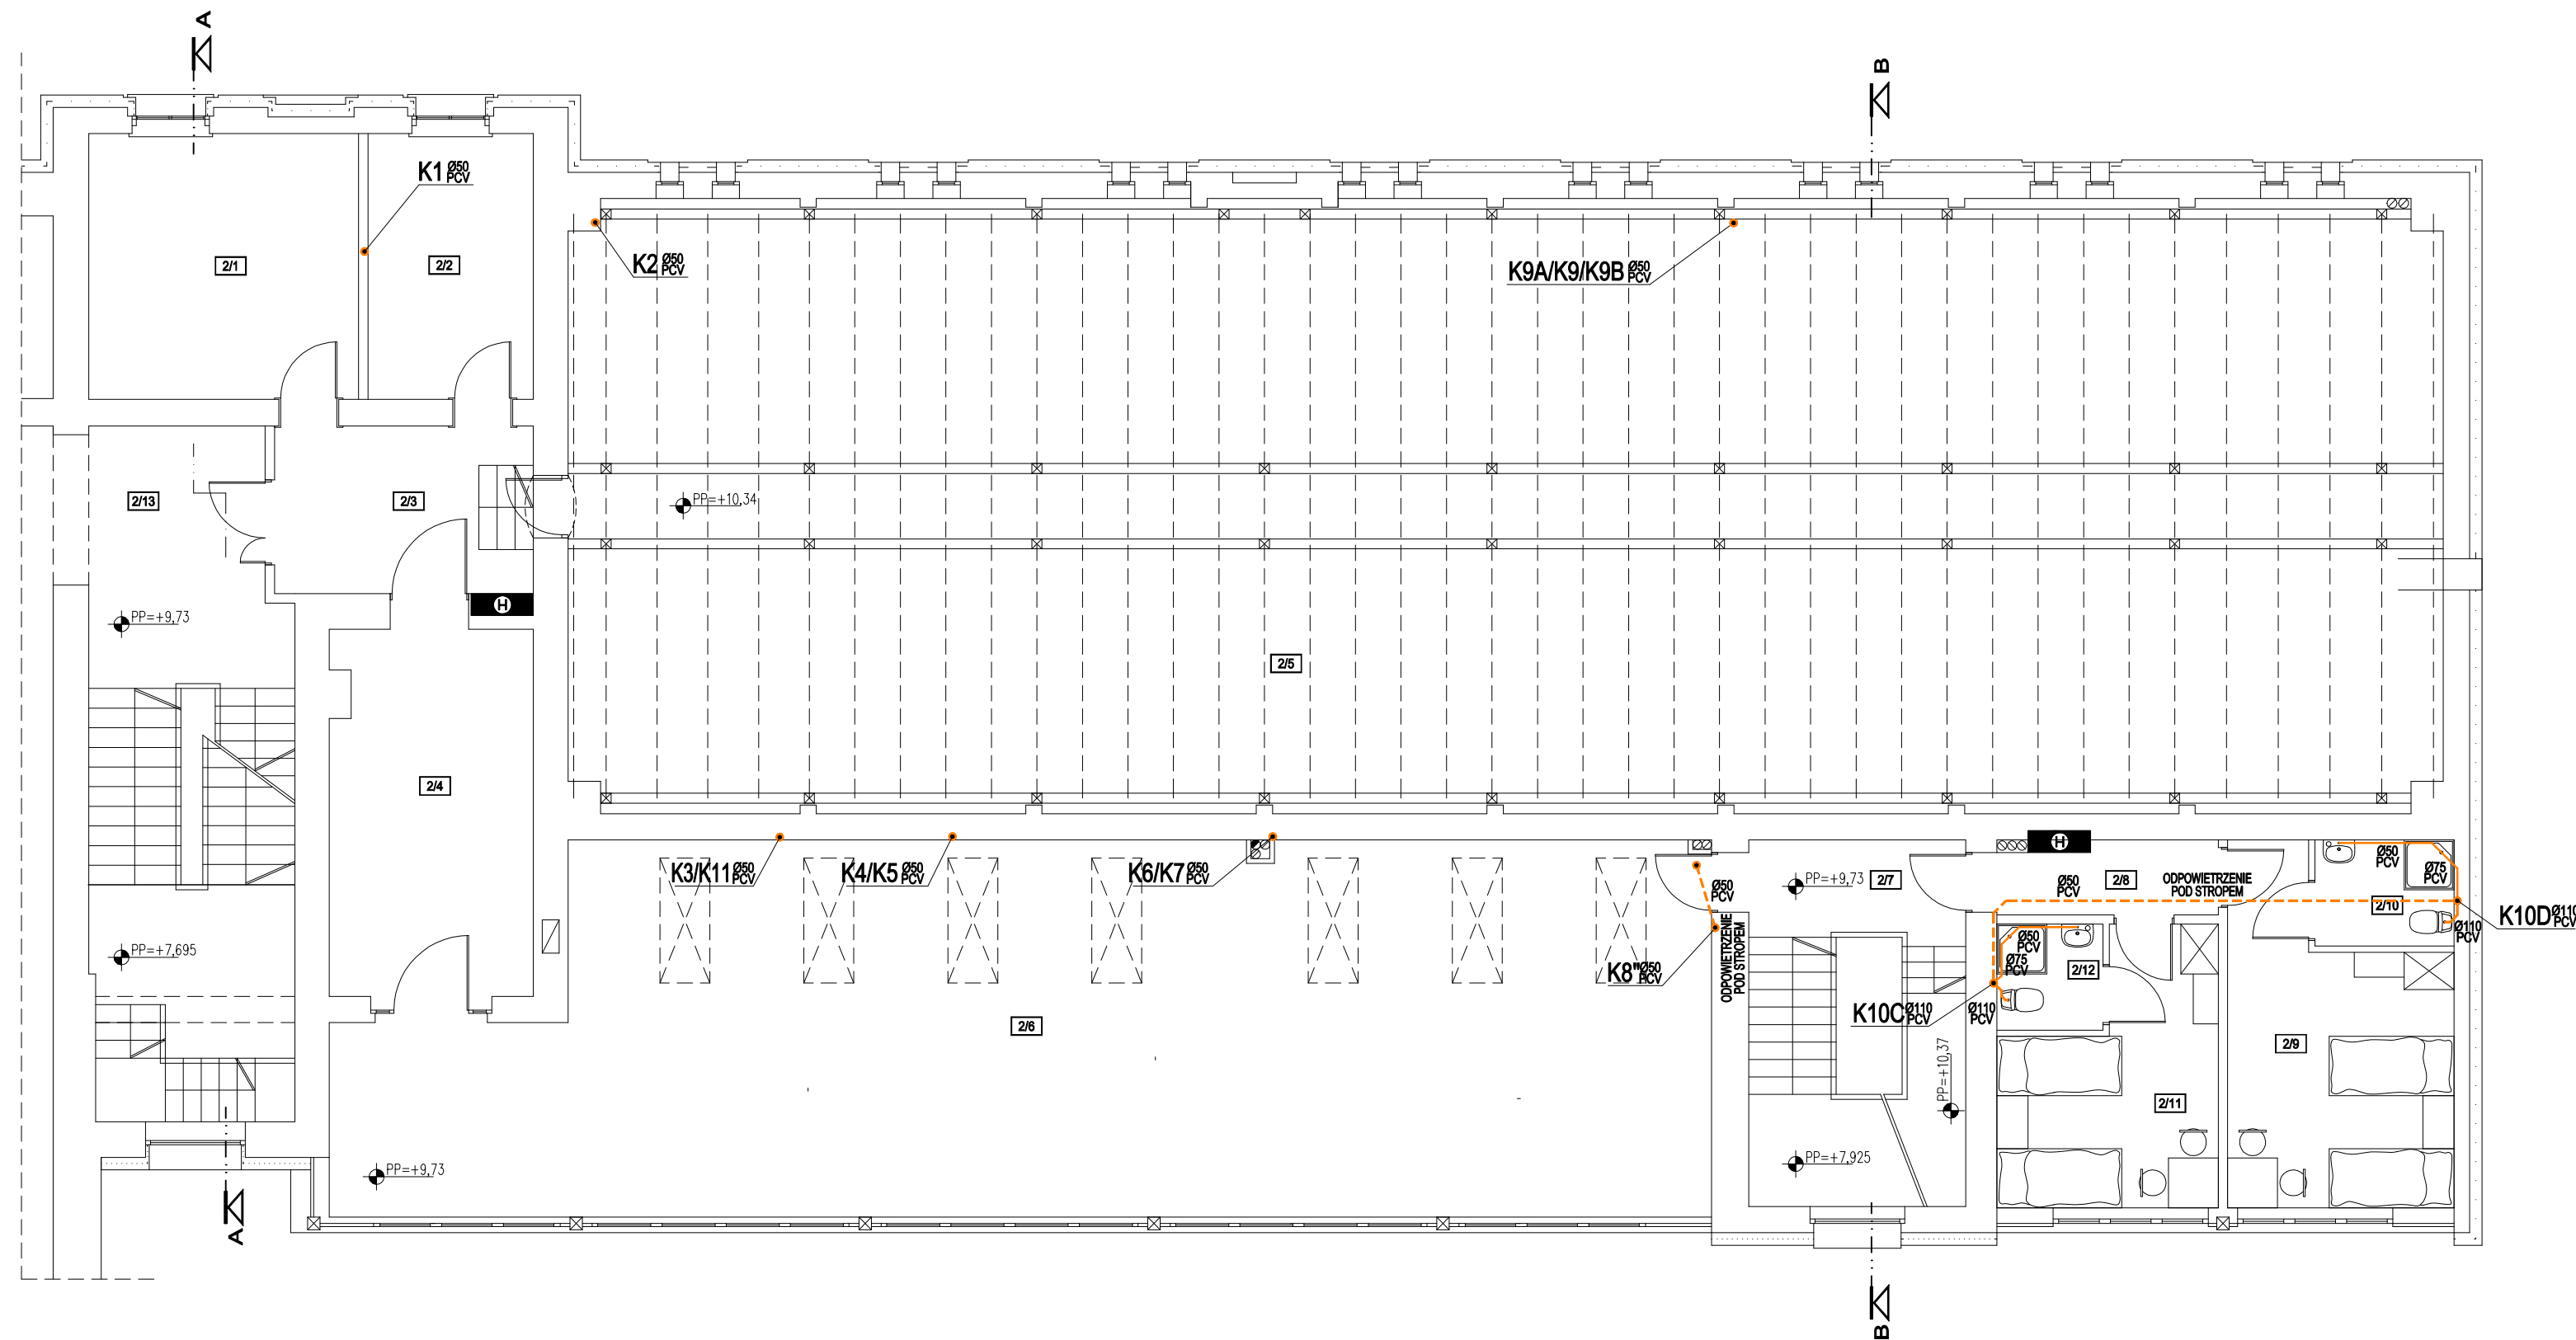 A
B
K1 Ø50
PCV
2/1
2/2
K2 Ø50
PCV
K9A/K9/K9B Ø50
PCV
2/13
2/3
PP=+10,34
H
PP=+9,73
2/5
2/4
K3/K11 Ø50
PCV
K4/K5 Ø50
PCV
K6/K7 Ø50
PCV
Ø50
PCV
PP=+9,73
2/7
H
Ø50
PCV
2/8
ODPOWIETRZENIE
POD STROPEM
Ø50
PCV
Ø75
PCV
2/10
Ø110
PCV
K10D Ø110
PCV
PP=+7,695
K8" Ø50
PCV
ODPOWIETRZENIE
POD STROPEM
Ø50
PCV
Ø75
PCV
2/12
K10C Ø110
PCV
Ø110
PCV
2/6
PP=+10,37
2/9
2/11
PP=+9,73
PP=+7,925
A
B